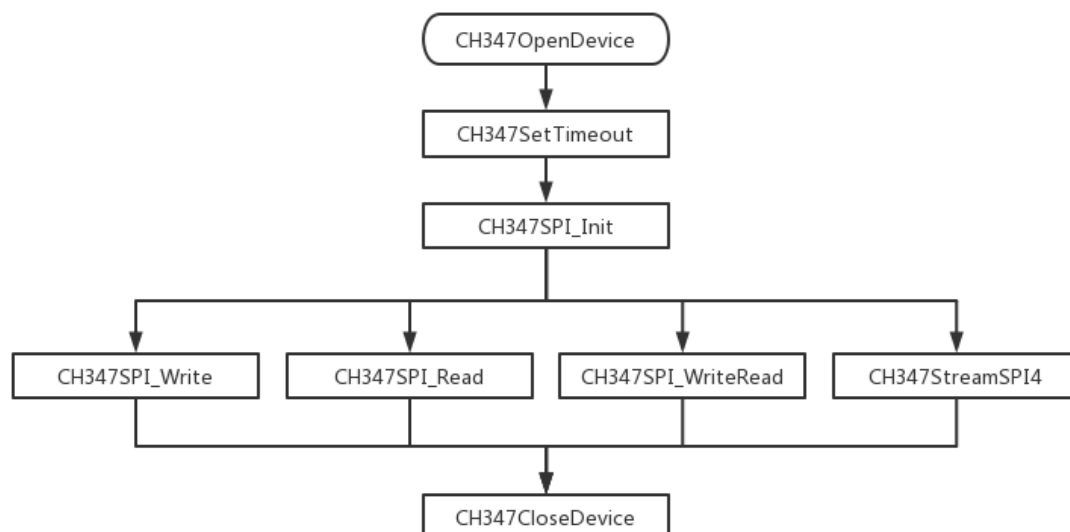 CH347OpenDevice
CH347SetTimeout
CH347SPI_Init
CH347SPI_Write
CH347SPI_Read
CH347SPI_WriteRead
CH347StreamSPI4
CH347CloseDevice